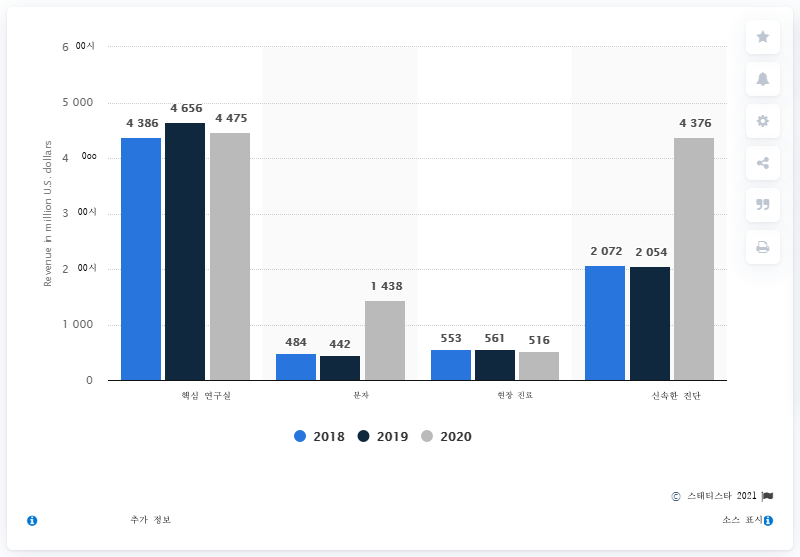 6 00시
4 656
5 000
4 386
4 475
4 376
4 0oo
Revenue in million U.S. dollars
3 00시
2 00시
2 072
2 054
1 438
1 000
484
442
553
561
516
0
핵심 연구실
분자
현장 진료
신속한 진단
2018
2019
2020
© 스태티스타 2021
추가 정보
소스 표시